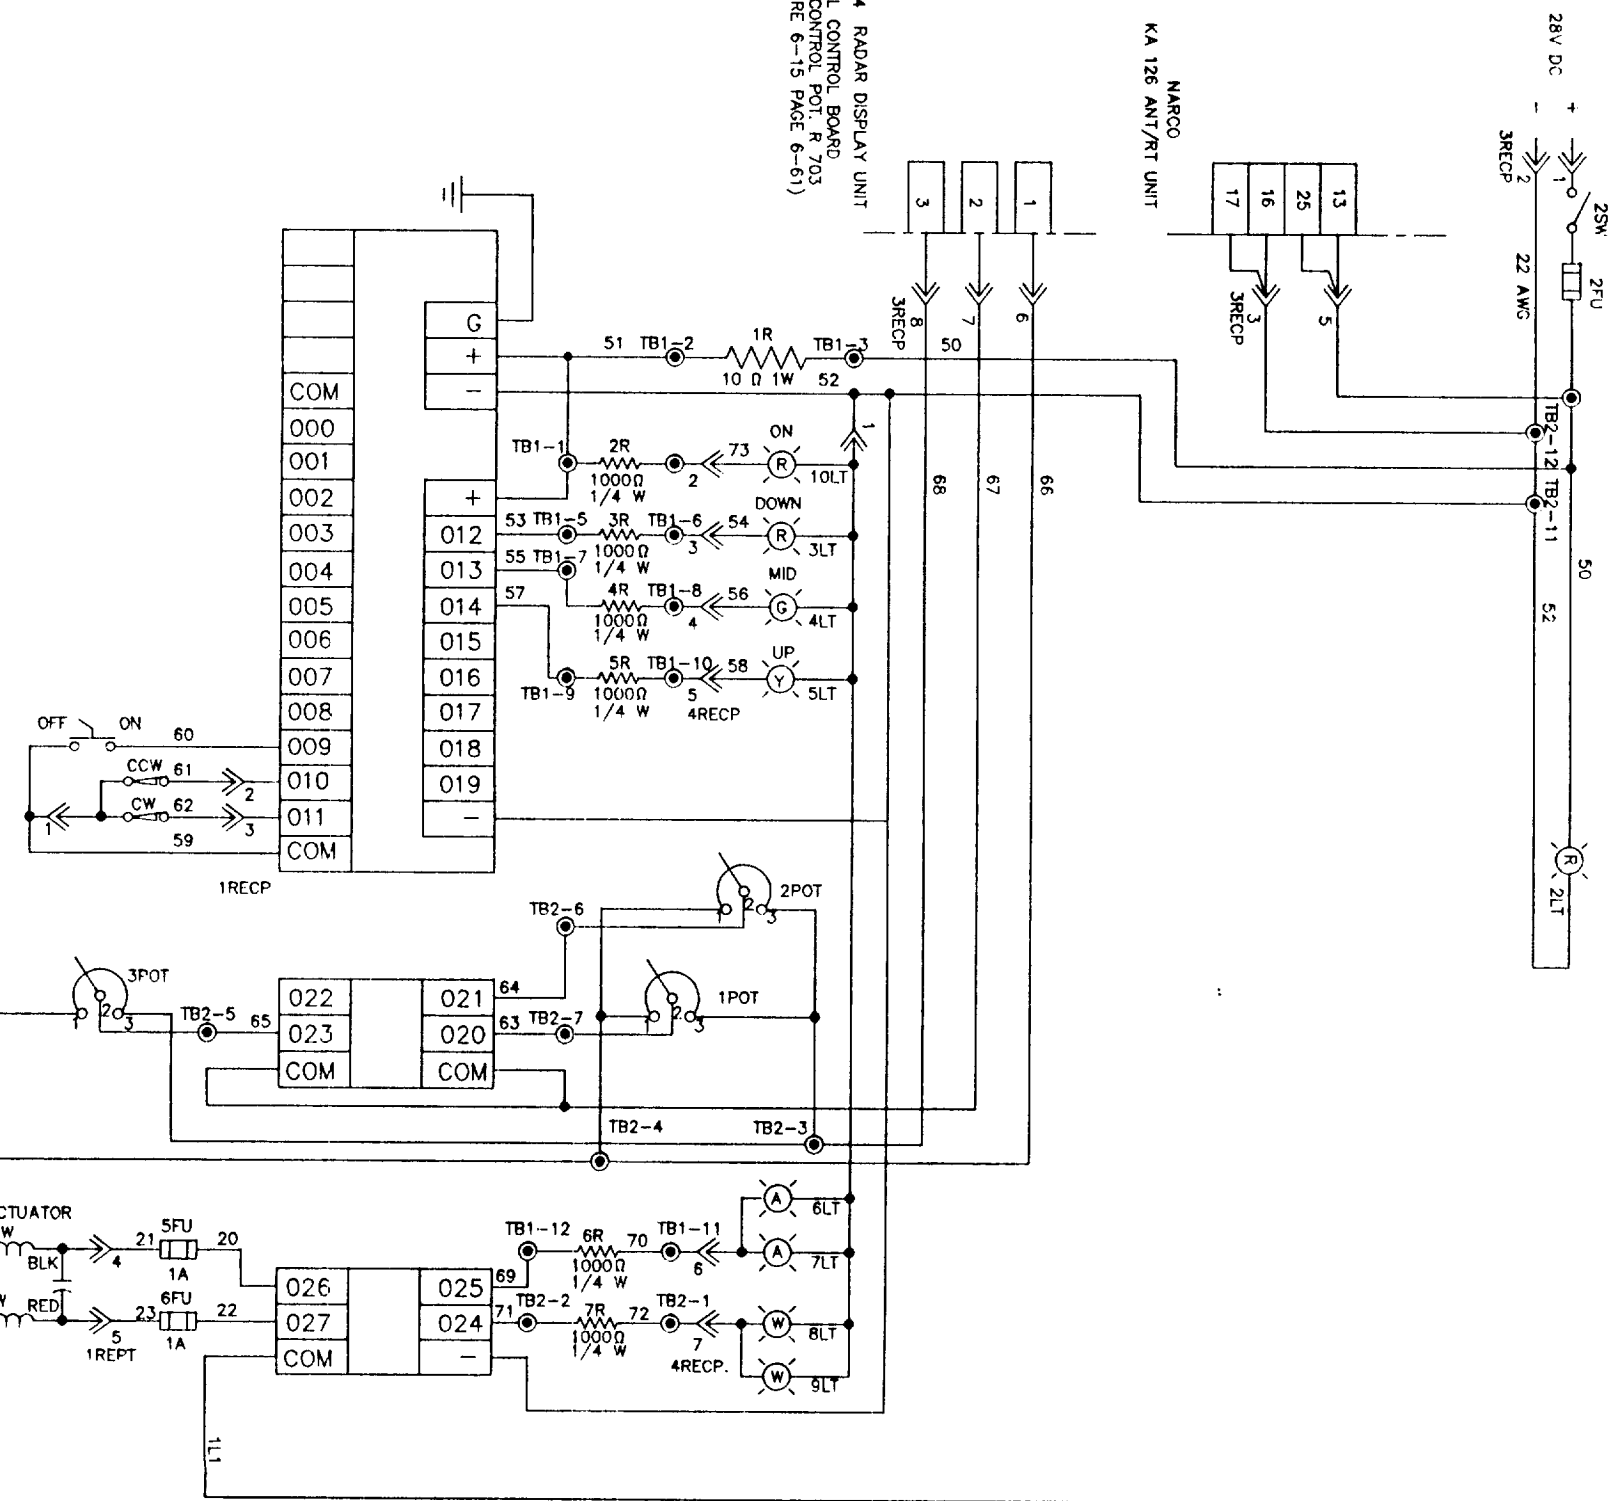 28V DC
-
+
3RECP
2
1
2SW
2FU
22 AWG
NARCO
KA 126 ANT/RT UNIT
17
16
25
13
3RECP
3
5
4 RADAR DISPLAY UNIT
L CONTROL BOARD
CONTROL POT. R 703
RE 6-15 PAGE 6-61)
3
2
1
3RECP
8
7
6
68
67
66
TB2-12
TB2-11
50
52
R
2LT
G
+
-
COM
000
001
002
003
004
005
006
007
008
009
010
011
COM
+
012
013
014
015
016
017
018
019
-
1RECP
51
TB1-2
1R
10 Ω 1W
TB1-3
50
52
1
TB1-1
2R
1000Ω
1/4 W
2
73
ON
R
10LT
53
TB1-5
3R
1000Ω
1/4 W
TB1-6
3
54
DOWN
R
3LT
55
TB1-7
4R
1000Ω
1/4 W
TB1-8
4
56
MID
G
4LT
57
TB1-9
5R
1000Ω
1/4 W
TB1-10
5
4RECP
58
UP
Y
5LT
OFF
ON
60
CCW
61
2
1
CW
62
3
59
3POT
1
2
3
TB2-5
65
022
023
COM
021
020
COM
64
TB2-6
63
TB2-7
2POT
1
2
3
1POT
1
2
3
TB2-4
TB2-3
CTUATOR
W
BLK
21
4
5FU
1A
20
W
RED
23
5
1REPT
6FU
1A
22
026
027
COM
025
024
-
69
TB1-12
6R
1000Ω
1/4 W
70
TB1-11
6
A
6LT
A
7LT
71
TB2-2
7R
1000Ω
1/4 W
72
TB2-1
7
4RECP.
W
8LT
W
9LT
1L1